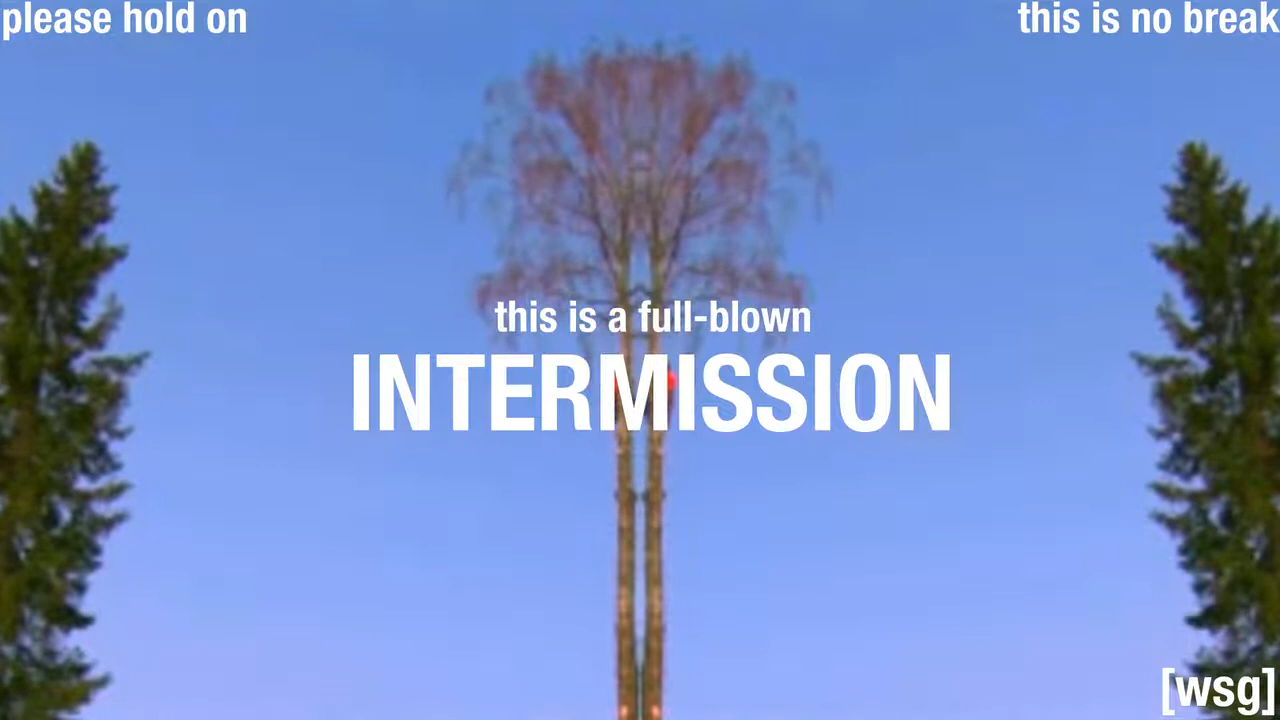 please hold on
this is no break
this is a full-blown
INTERMISSION
[wsg]